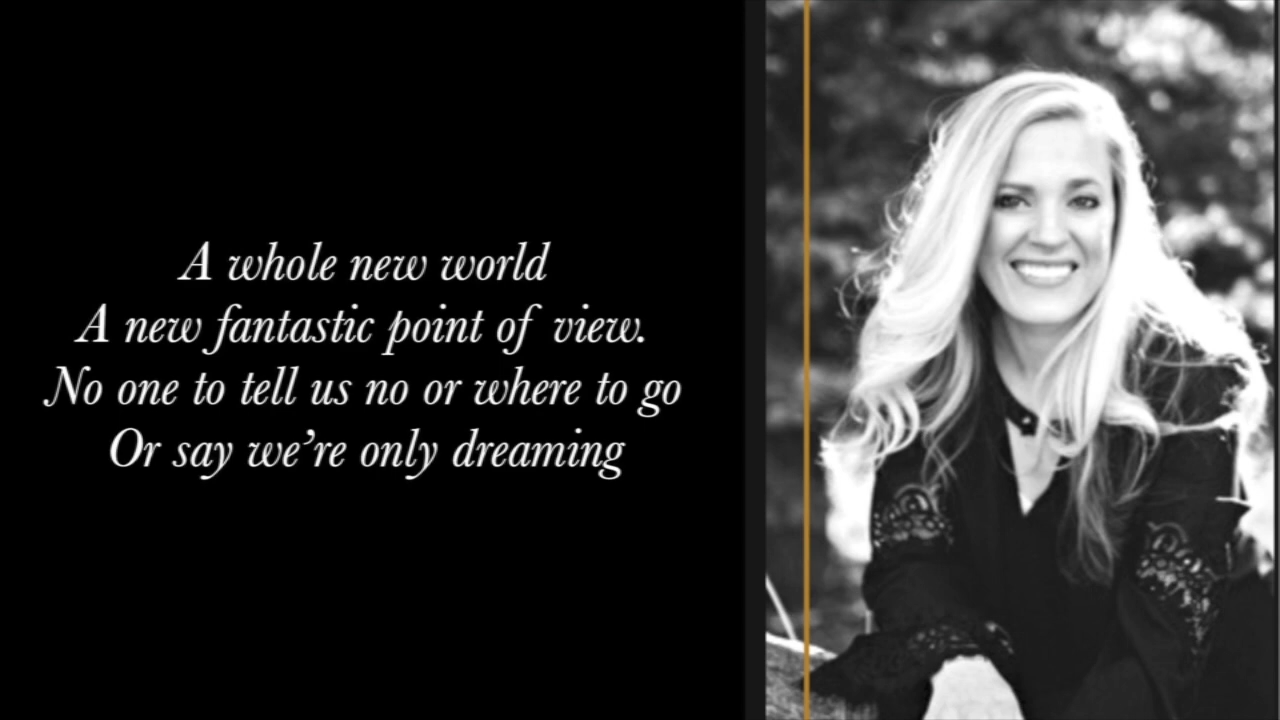 A whole new world
A new fantastic point of view.
No one to tell us no or where to go
Or say we’re only dreaming